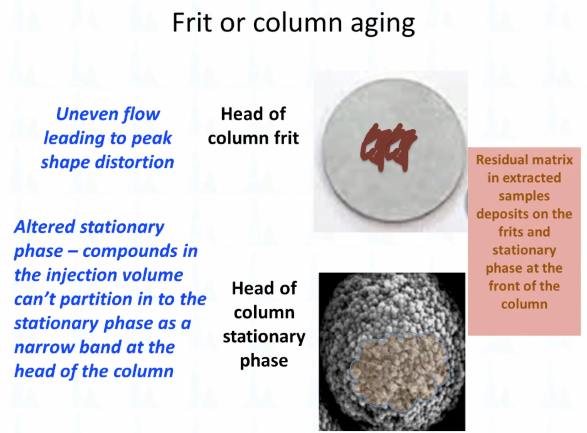 Frit or column aging
Uneven flow
leading to peak
shape distortion
Head of
column frit
Residual matrix
in extracted
samples
deposits on the
frits and
stationary
phase at the
front of the
column
Altered stationary
phase – compounds in
the injection volume
can't partition in to the
stationary phase as a
narrow band at the
head of the column
Head of
column
stationary
phase